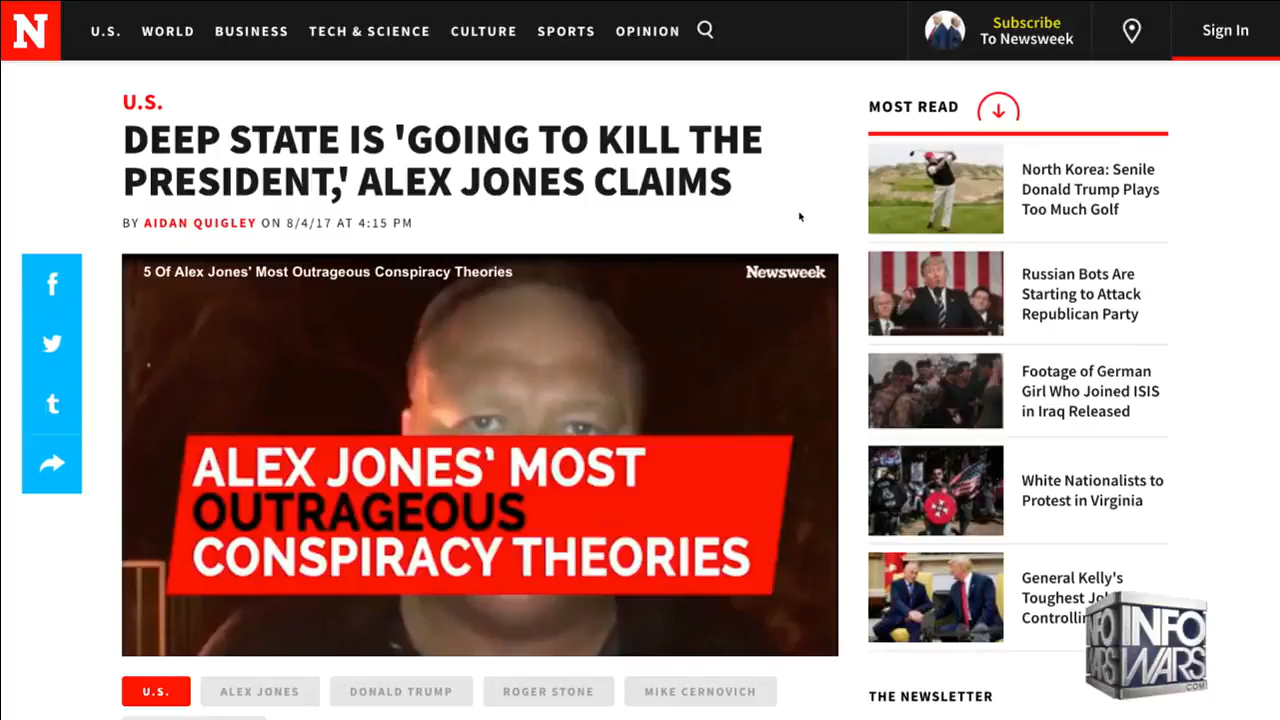 N
U.S. WORLD BUSINESS TECH & SCIENCE CULTURE SPORTS OPINION
Subscribe
To Newsweek
Sign In
U.S.
DEEP STATE IS 'GOING TO KILL THE
PRESIDENT,' ALEX JONES CLAIMS
BY AIDAN QUIGLEY ON 8/4/17 AT 4:15 PM
5 Of Alex Jones' Most Outrageous Conspiracy Theories
Newsweek
ALEX JONES' MOST
OUTRAGEOUS
CONSPIRACY THEORIES
U.S. ALEX JONES DONALD TRUMP ROGER STONE MIKE CERNOVICH
MOST READ
North Korea: Senile
Donald Trump Plays
Too Much Golf
Russian Bots Are
Starting to Attack
Republican Party
Footage of German
Girl Who Joined ISIS
in Iraq Released
White Nationalists to
Protest in Virginia
General Kelly's
Toughest
THE NEWSLETTER
INFO
WARS
.COM